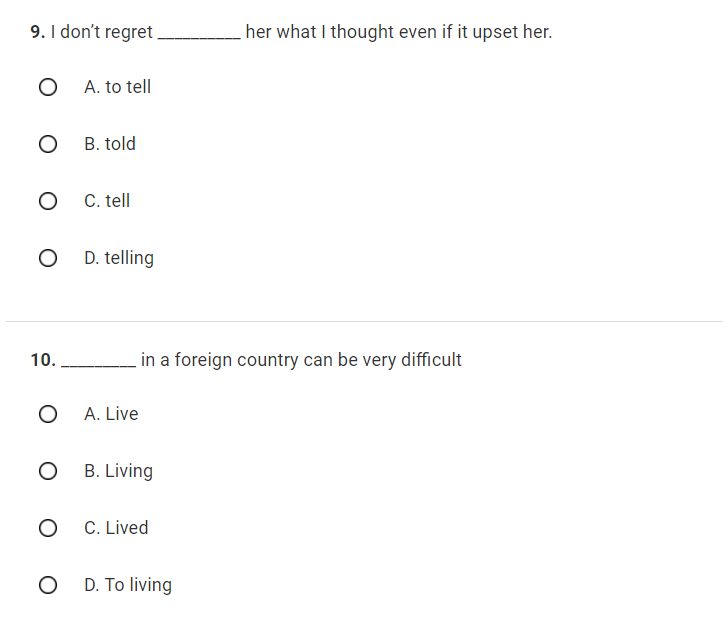 9. I don’t regret __________ her what I thought even if it upset her.
A. to tell
B. told
C. tell
D. telling
10. _________ in a foreign country can be very difficult
A. Live
B. Living
C. Lived
D. To living